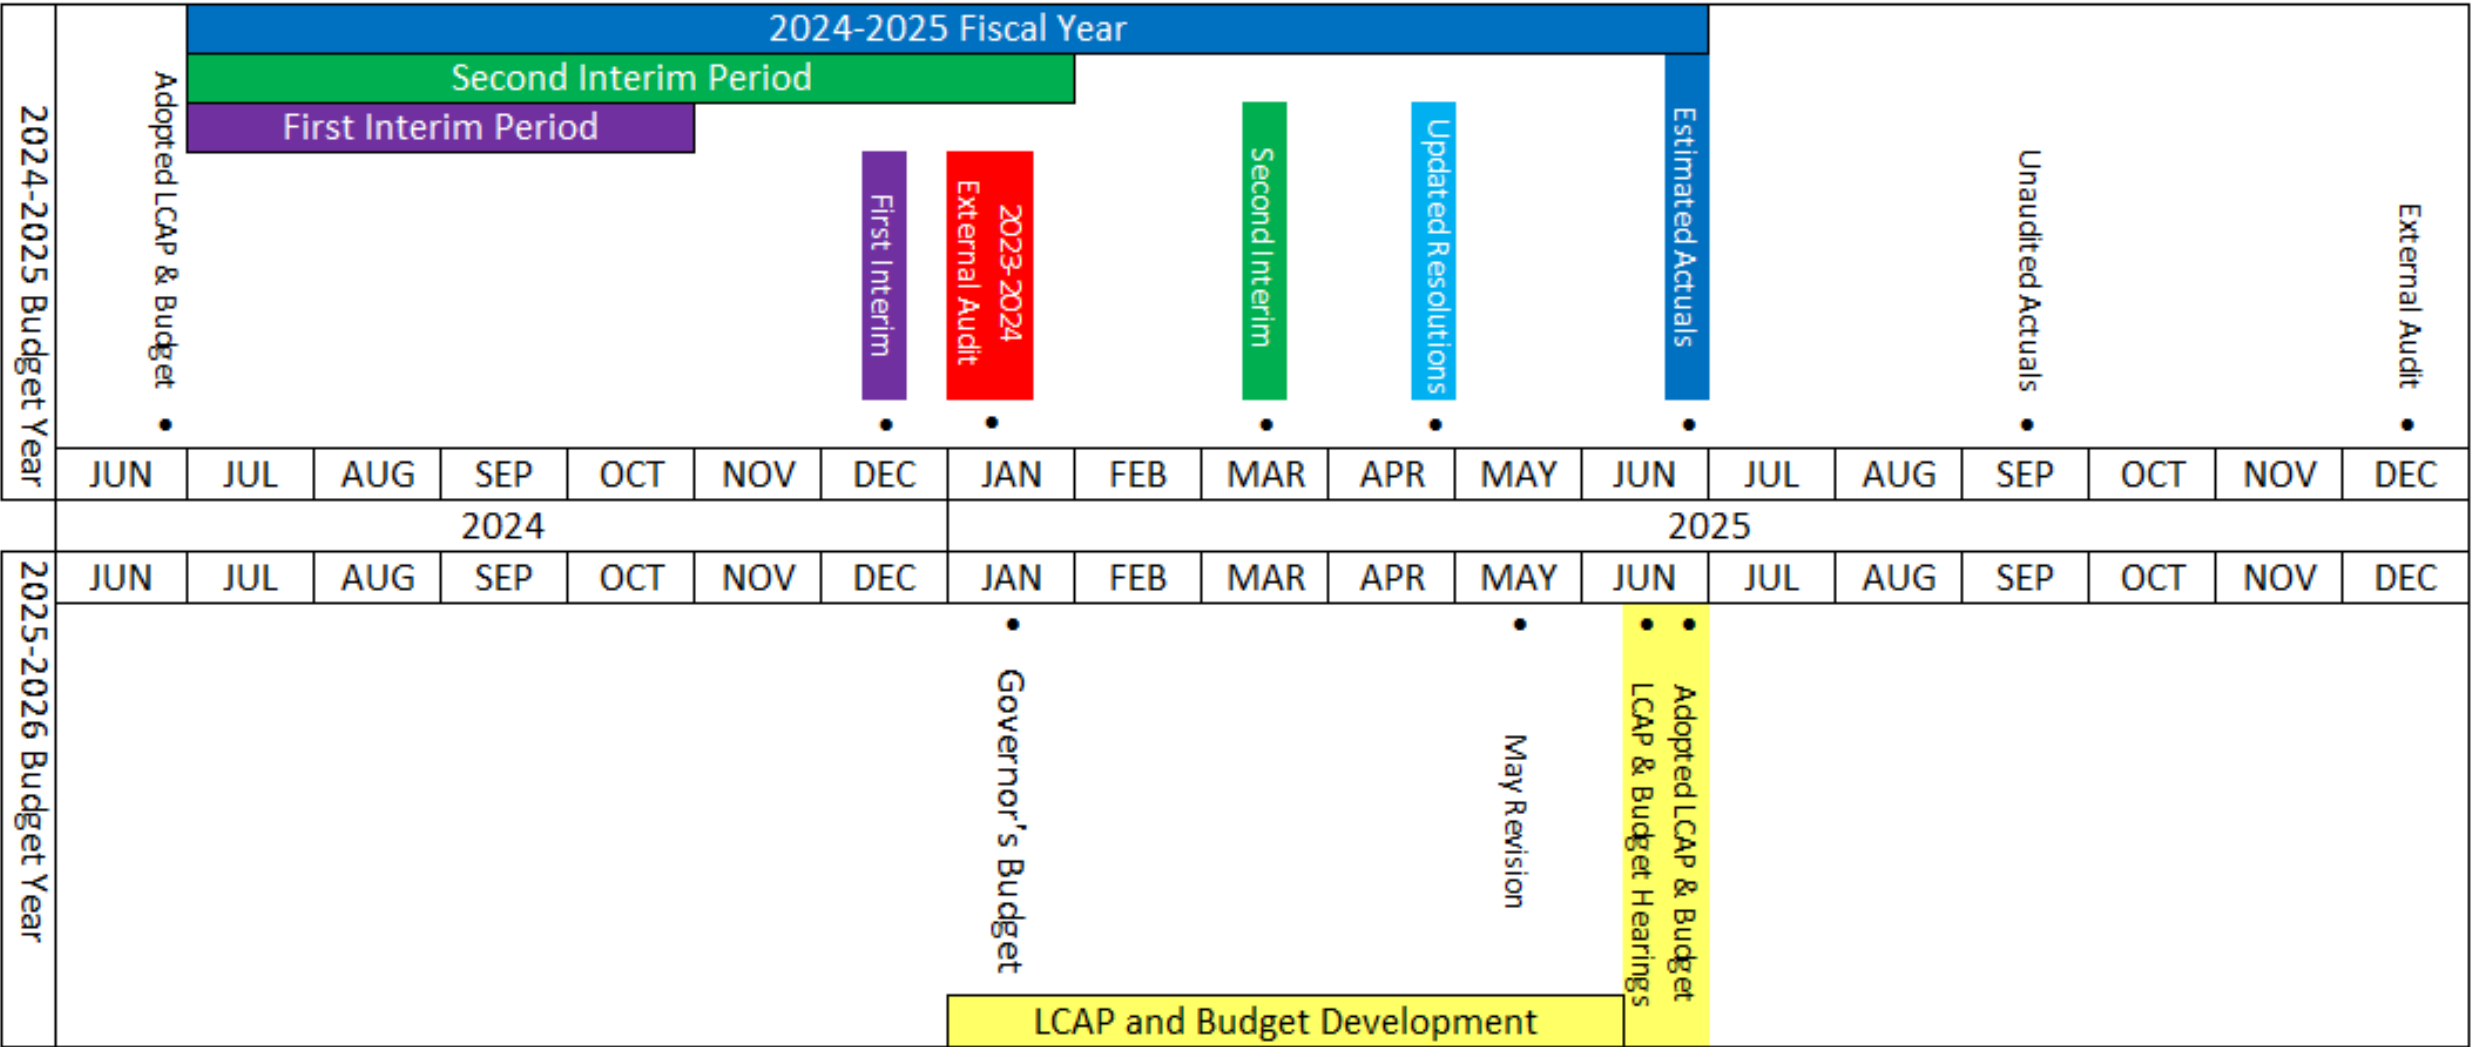 2024-2025 Budget Year
2024-2025 Fiscal Year
Second Interim Period
First Interim Period
Adopted LCAP & Budget
First Interim
2023-2024
External Audit
Second Interim
Updated Resolutions
Estimated Actuals
Unaudited Actuals
External Audit
JUN JUL AUG SEP OCT NOV DEC JAN FEB MAR APR MAY JUN JUL AUG SEP OCT NOV DEC
2024 2025
2025-2026 Budget Year
JUN JUL AUG SEP OCT NOV DEC JAN FEB MAR APR MAY JUN JUL AUG SEP OCT NOV DEC
Governor's Budget
May Revision
LCAP & Budget Hearings
Adopted LCAP & Budget
LCAP and Budget Development